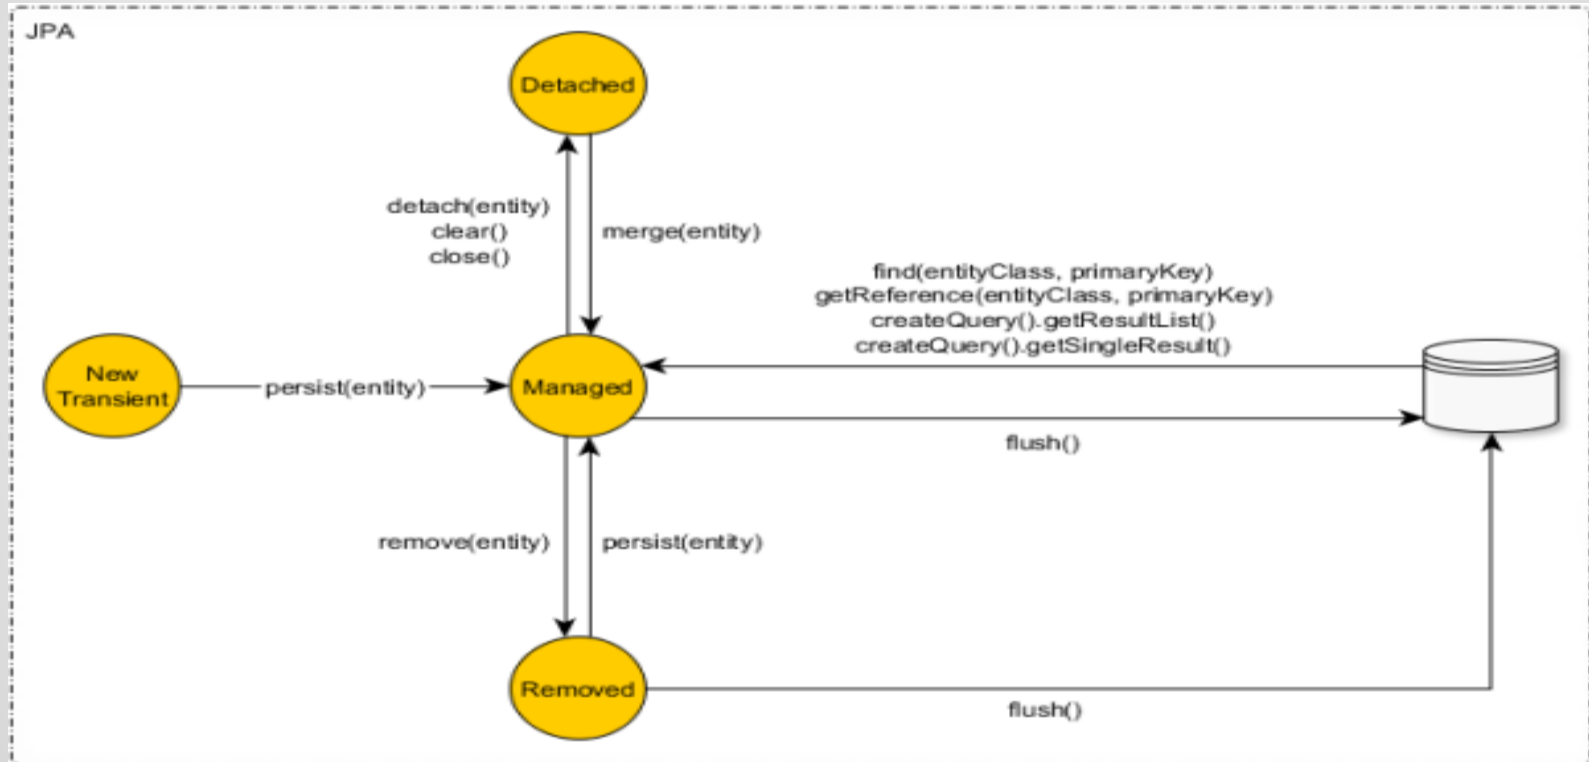 JPA
Detached
detach(entity)
clear()
close()
merge(entity)
find(entityClass, primaryKey)
getReference(entityClass, primaryKey)
createQuery().getResultList()
createQuery().getSingleResult()
New
Transient
persist(entity)
Managed
flush()
remove(entity)
persist(entity)
Removed
flush()